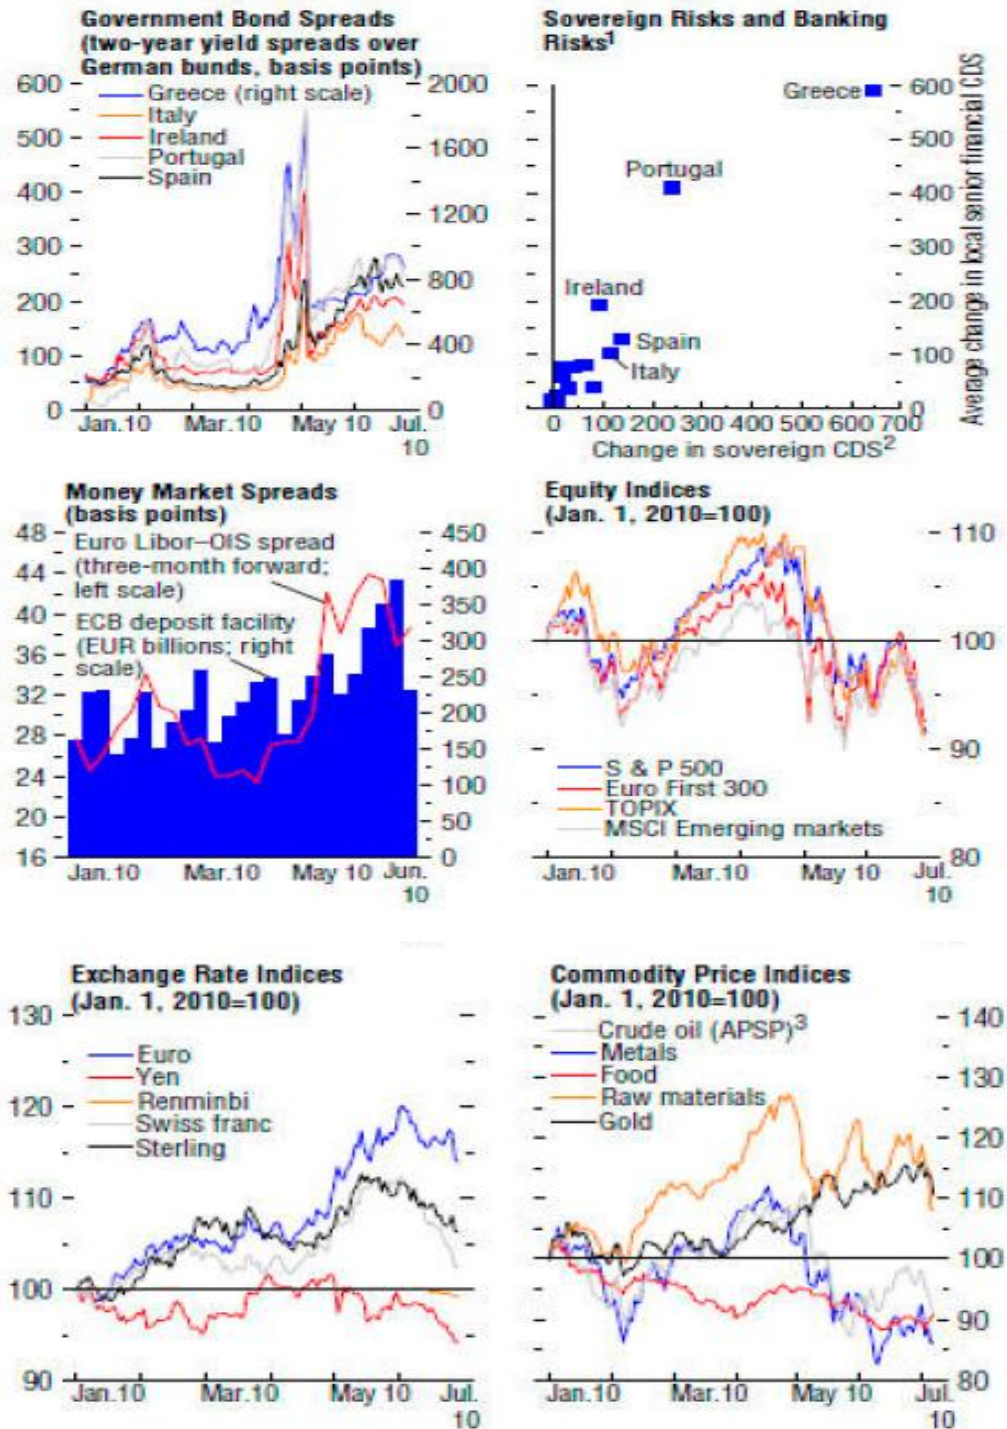 Government Bond Spreads
(two-year yield spreads over
German bunds, basis points)
600
500
400
300
200
100
0
2000
1600
1200
800
400
0
Greece (right scale)
Italy
Ireland
Portugal
Spain
Jan.10 Mar.10 May 10 Jul.
10
Sovereign Risks and Banking
Risks1
Greece
Portugal
Ireland
Spain
Italy
600
500
400
300
200
100
0
Average change in local senior financial CDS
0 100 200 300 400 500 600 700
Change in sovereign CDS2
Money Market Spreads
(basis points)
48
44
40
36
32
28
24
20
16
Euro Libor–OIS spread
(three-month forward;
left scale)
ECB deposit facility
(EUR billions; right
scale)
450
400
350
300
250
200
150
100
50
0
Jan.10 Mar.10 May 10 Jun.
10
Equity Indices
(Jan. 1, 2010=100)
110
100
90
80
S & P 500
Euro First 300
TOPIX
MSCI Emerging markets
Jan.10 Mar.10 May 10 Jul.
10
Exchange Rate Indices
(Jan. 1, 2010=100)
130
120
110
100
90
Euro
Yen
Renminbi
Swiss franc
Sterling
Jan.10 Mar.10 May 10 Jul.
10
Commodity Price Indices
(Jan. 1, 2010=100)
Crude oil (APSP)3
Metals
Food
Raw materials
Gold
140
130
120
110
100
90
80
Jan.10 Mar.10 May 10 Jul.
10